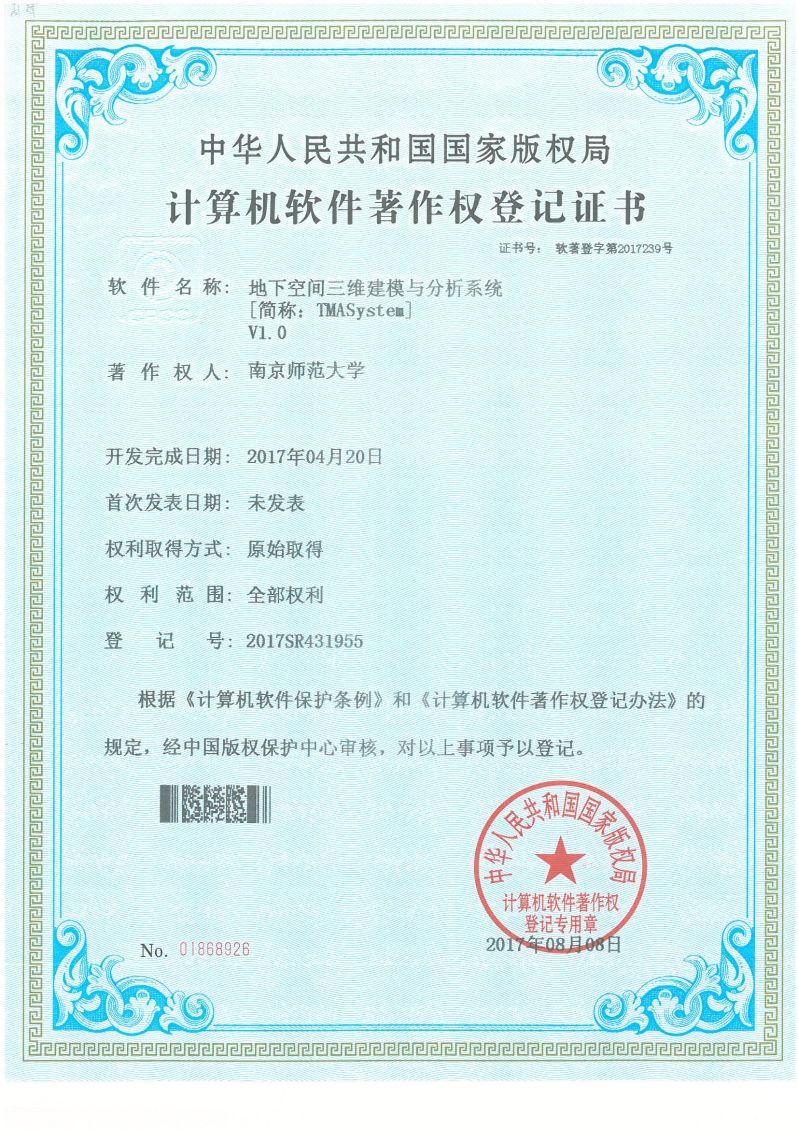 中华人民共和国国家版权局
计算机软件著作权登记证书
证书号： 软著登字第2017239号
软件名称： 地下空间三维建模与分析系统
[简称：TMASystem]
V1.0
著作权人： 南京师范大学
开发完成日期： 2017年04月20日
首次发表日期： 未发表
权利取得方式： 原始取得
权利范围： 全部权利
登记号： 2017SR431955
根据《计算机软件保护条例》和《计算机软件著作权登记办法》的
规定，经中国版权保护中心审核，对以上事项予以登记。
中华人民共和国国家版权局
计算机软件著作权
登记专用章
2017年08月08日
No. 01868926